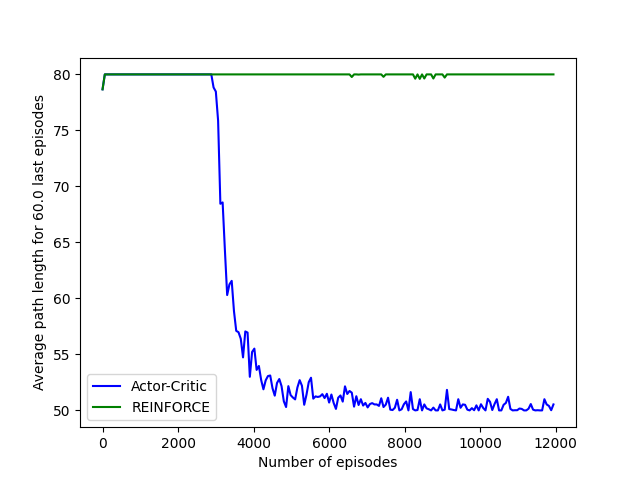 Average path length for 60.0 last episodes
80
75
70
65
60
55
50
Actor-Critic
REINFORCE
0 2000 4000 6000 8000 10000 12000
Number of episodes